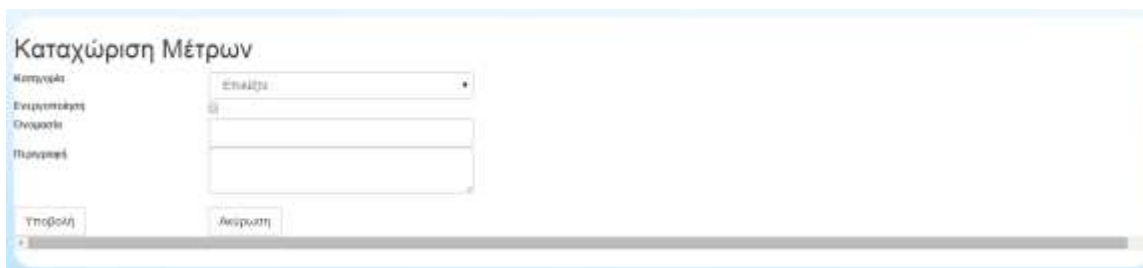 Καταχώριση Μέτρων
Κατηγορία
Επιλέξτε
Ενεργοποίηση
Ονομασία
Περιγραφή
Υποβολή Ακύρωση